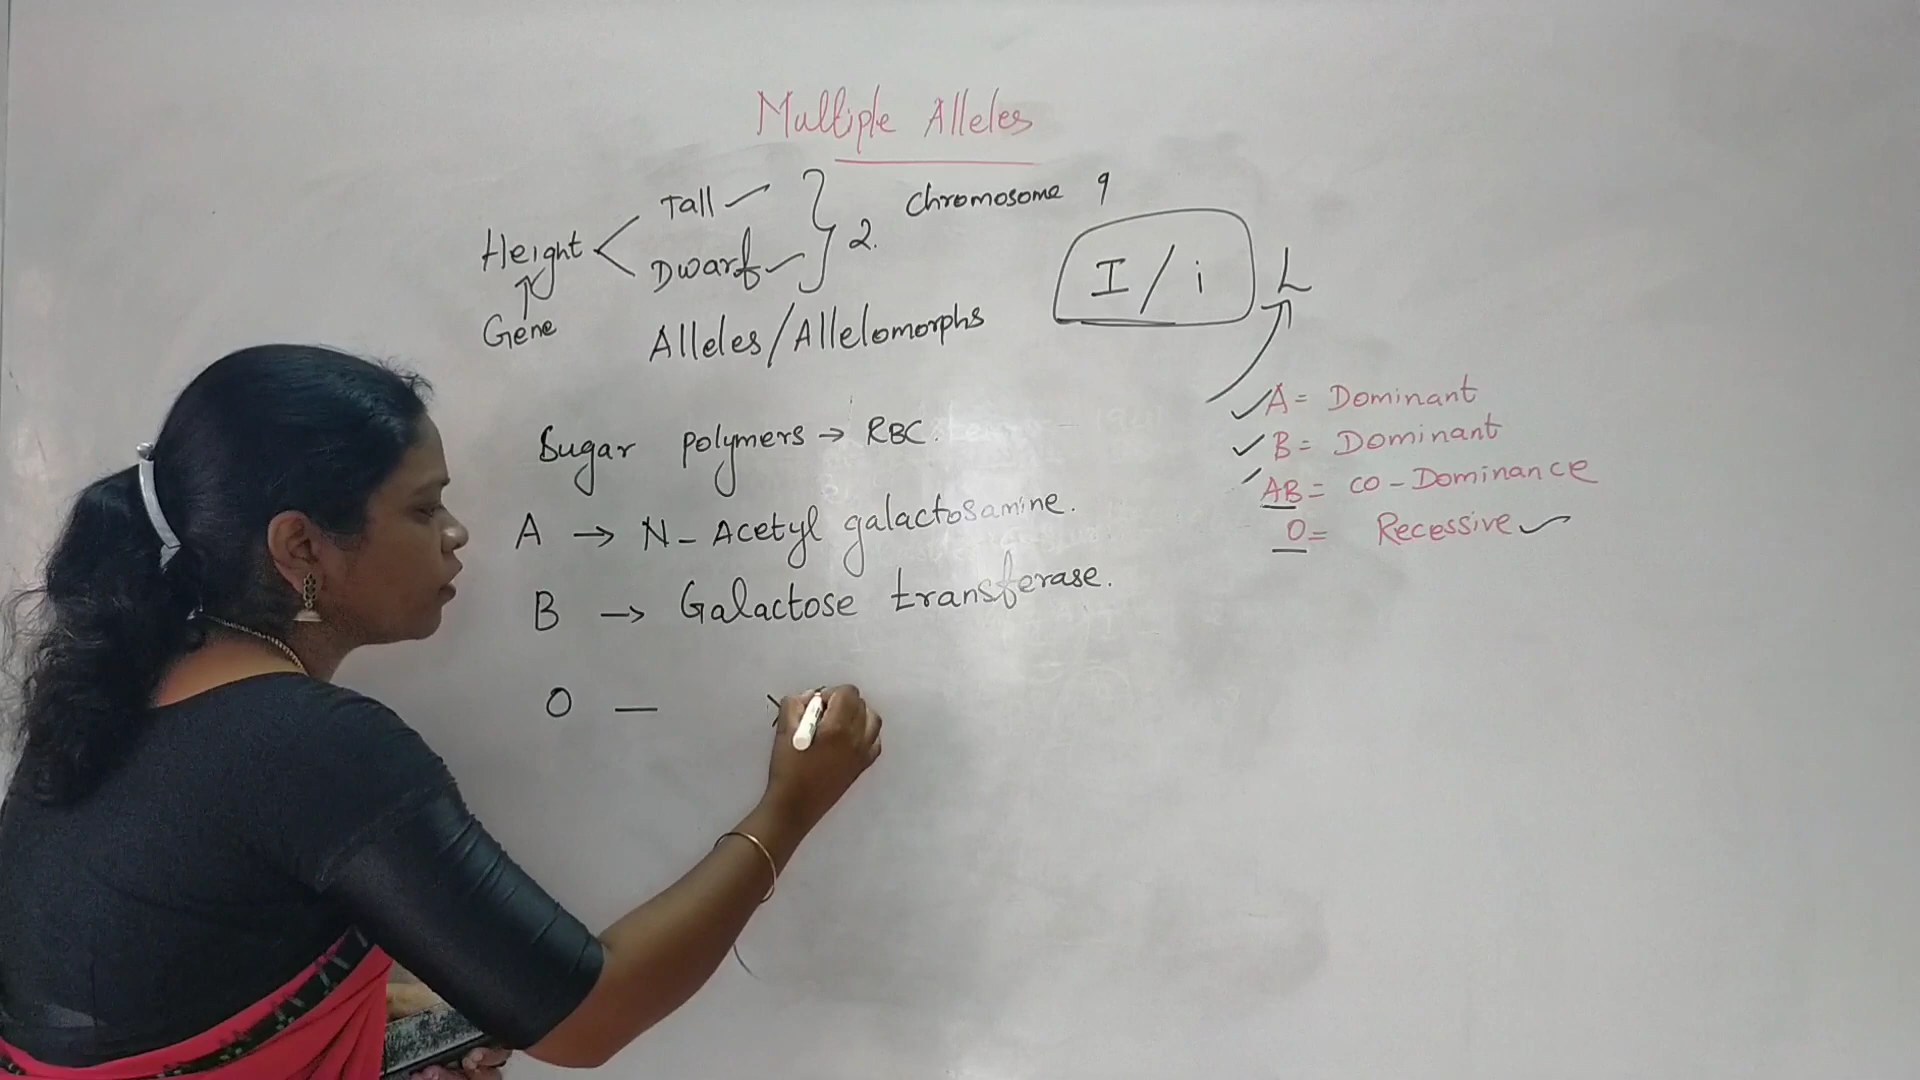 Multiple Alleles
Tall
Height
Dwarf
2.
Gene
Alleles/Allelomorphs
Chromosome 9
I / i L
Sugar polymers → RBC.
A → N- Acetyl galactosamine.
B → Galactose transferase.
O —
A = Dominant
B = Dominant
AB = co-Dominance
O = Recessive